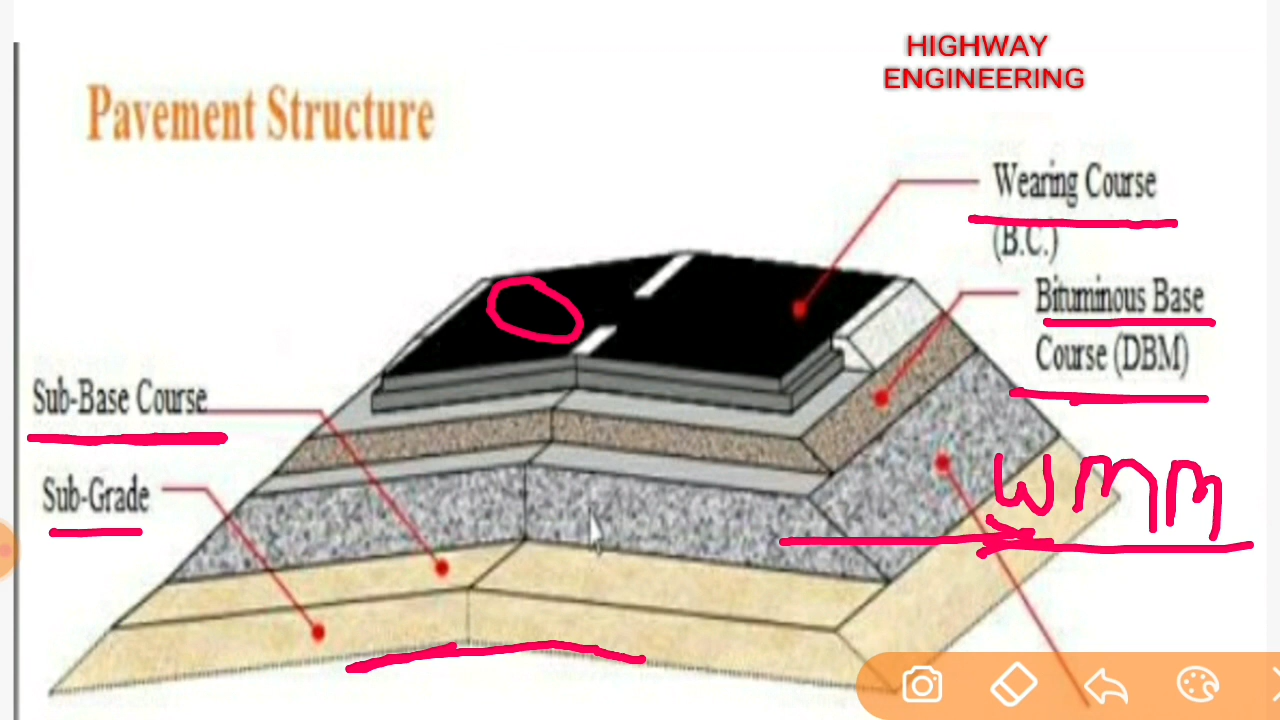 HIGHWAY
ENGINEERING
Pavement Structure
Wearing Course
(B.C.)
Bituminous Base
Course (DBM)
Sub-Base Course
Sub-Grade
WMM